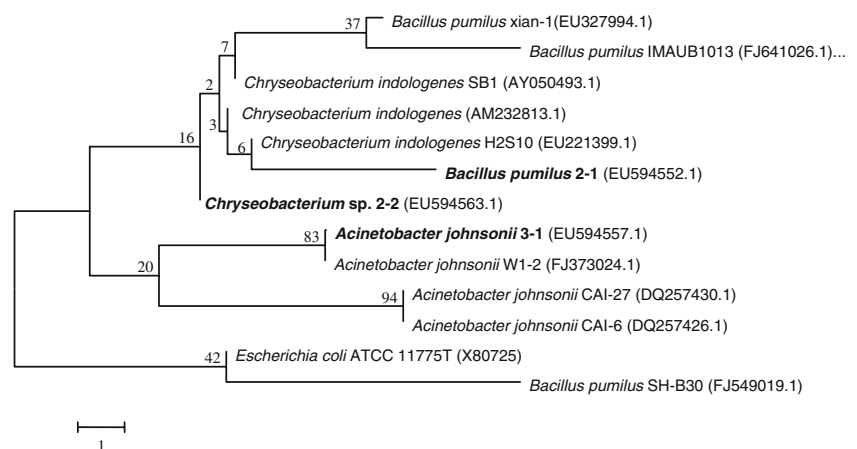 37
Bacillus pumilus xian-1(EU327994.1)
Bacillus pumilus IMAUB1013 (FJ641026.1)...
7
Chryseobacterium indologenes SB1 (AY050493.1)
2
Chryseobacterium indologenes (AM232813.1)
3
Chryseobacterium indologenes H2S10 (EU221399.1)
16
6
Bacillus pumilus 2-1 (EU594552.1)
Chryseobacterium sp. 2-2 (EU594563.1)
83
Acinetobacter johnsonii 3-1 (EU594557.1)
Acinetobacter johnsonii W1-2 (FJ373024.1)
20
Acinetobacter johnsonii CAI-27 (DQ257430.1)
94
Acinetobacter johnsonii CAI-6 (DQ257426.1)
42
Escherichia coli ATCC 11775T (X80725)
Bacillus pumilus SH-B30 (FJ549019.1)
1